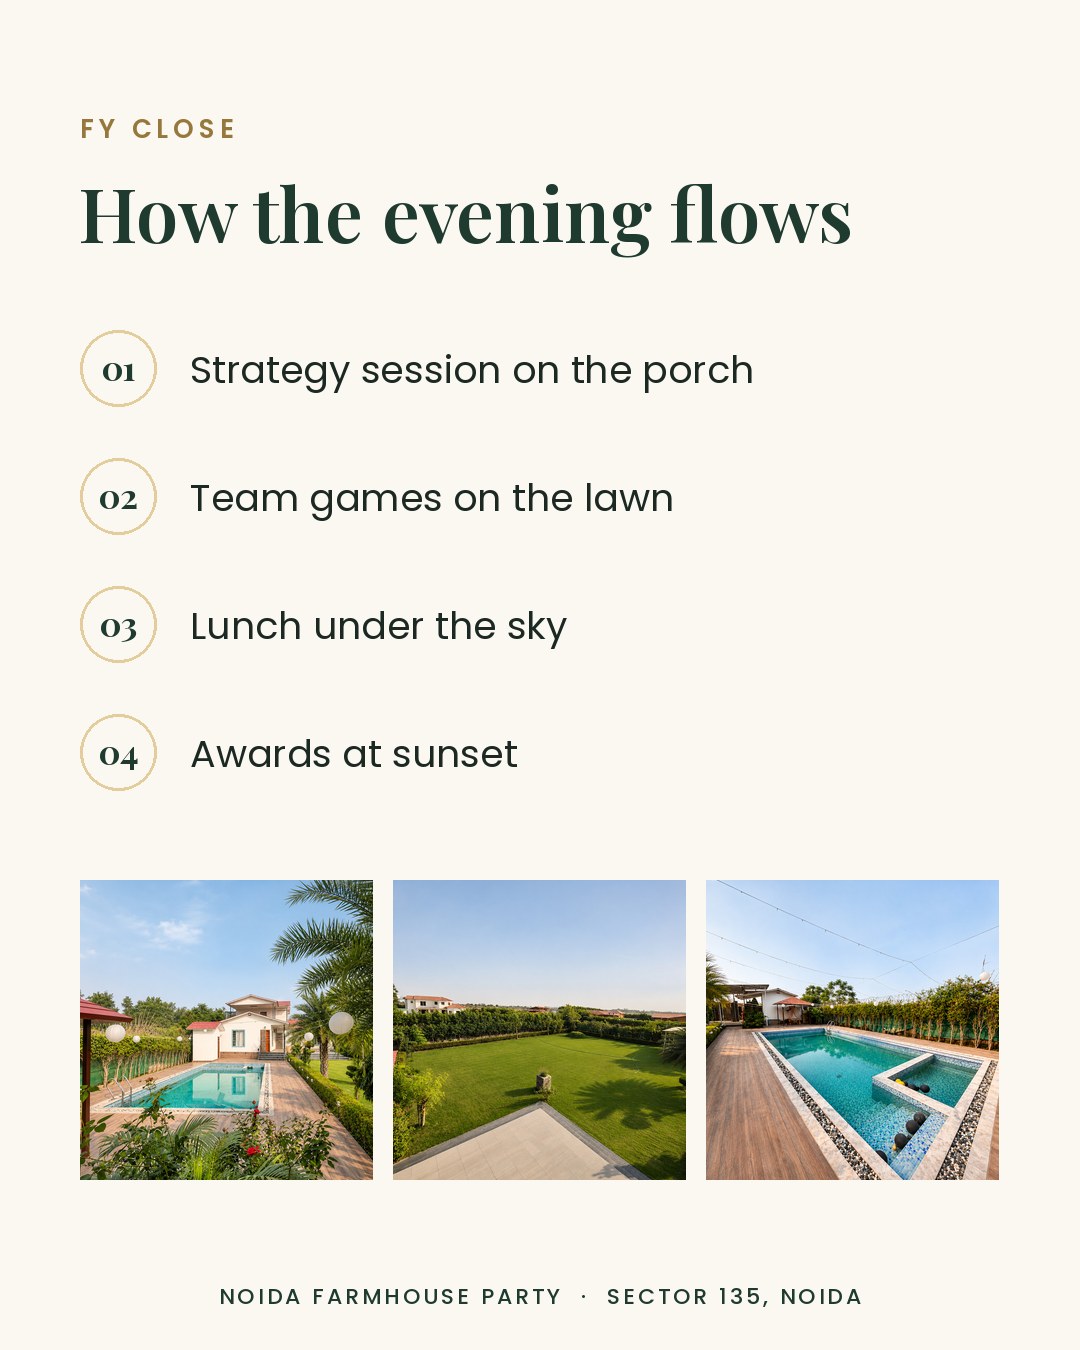 FY CLOSE
How the evening flows
01 Strategy session on the porch
02 Team games on the lawn
03 Lunch under the sky
04 Awards at sunset
NOIDA FARMHOUSE PARTY · SECTOR 135, NOIDA